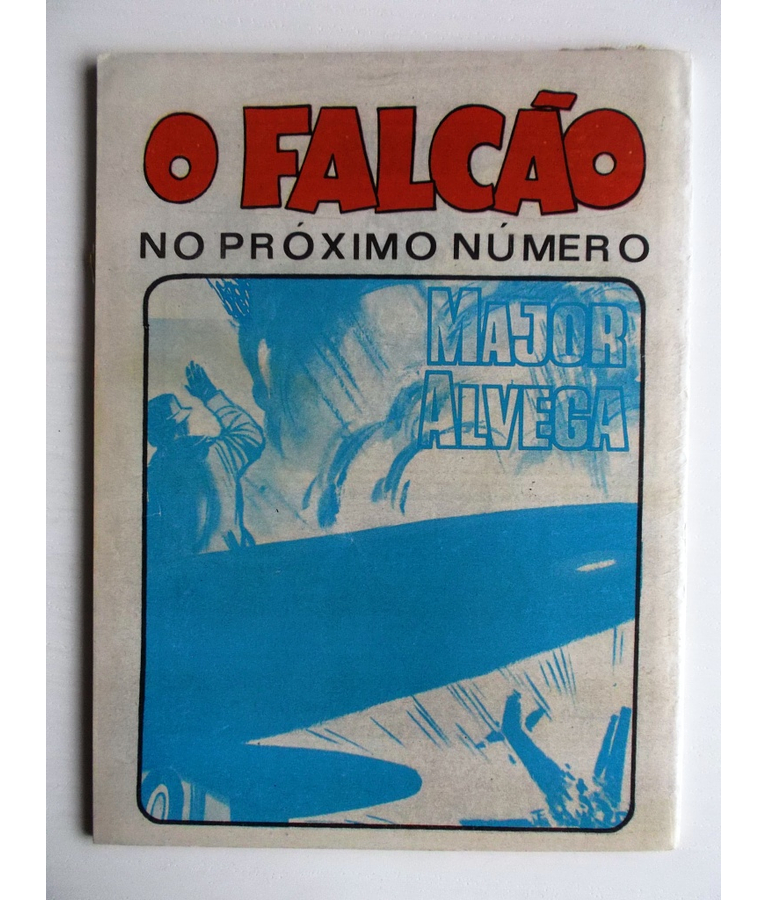 O FALCÃO
NO PRÓXIMO NÚMERO
MAJOR
ALVEGA